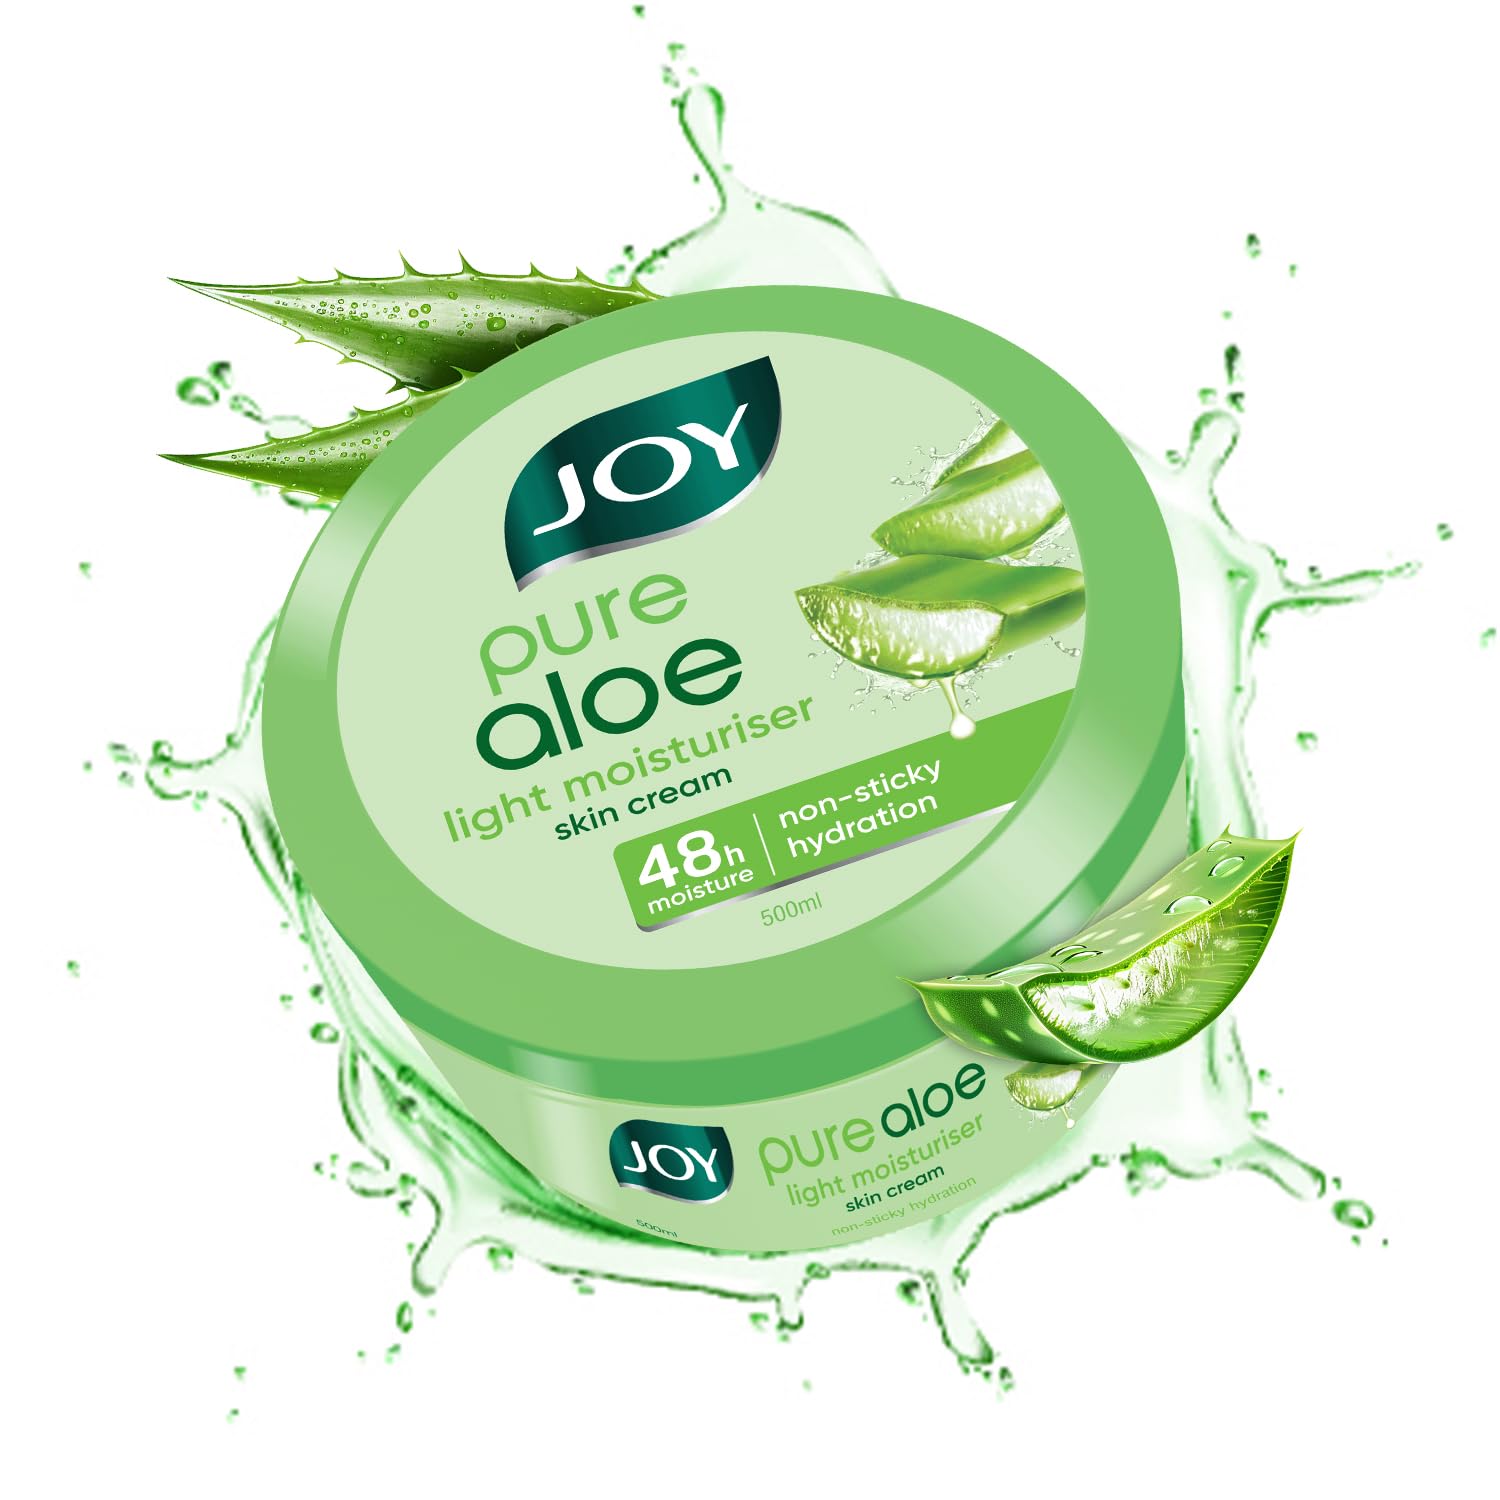 JOY
pure
aloe
light moisturiser
skin cream
48h
moisture
non-sticky
hydration
500ml
JOY
pure aloe
light moisturiser
skin cream
non-sticky hydration
500ml